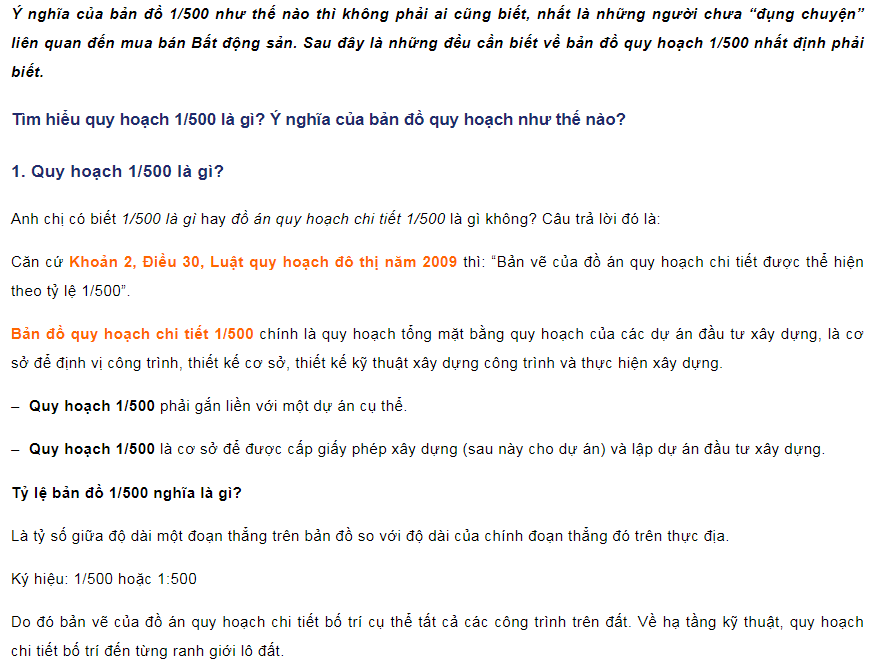 Ý nghĩa của bản đồ 1/500 như thế nào thì không phải ai cũng biết, nhất là những người chưa “đụng chuyện”
liên quan đến mua bán Bất động sản. Sau đây là những đều cần biết về bản đồ quy hoạch 1/500 nhất định phải
biết.
Tìm hiểu quy hoạch 1/500 là gì? Ý nghĩa của bản đồ quy hoạch như thế nào?
1. Quy hoạch 1/500 là gì?
Anh chị có biết 1/500 là gì hay đồ án quy hoạch chi tiết 1/500 là gì không? Câu trả lời đó là:
Căn cứ Khoản 2, Điều 30, Luật quy hoạch đô thị năm 2009 thì: “Bản vẽ của đồ án quy hoạch chi tiết được thể hiện
theo tỷ lệ 1/500”.
Bản đồ quy hoạch chi tiết 1/500 chính là quy hoạch tổng mặt bằng quy hoạch của các dự án đầu tư xây dựng, là cơ
sở để định vị công trình, thiết kế cơ sở, thiết kế kỹ thuật xây dựng công trình và thực hiện xây dựng.
– Quy hoạch 1/500 phải gắn liền với một dự án cụ thể.
– Quy hoạch 1/500 là cơ sở để được cấp giấy phép xây dựng (sau này cho dự án) và lập dự án đầu tư xây dựng.
Tỷ lệ bản đồ 1/500 nghĩa là gì?
Là tỷ số giữa độ dài một đoạn thẳng trên bản đồ so với độ dài của chính đoạn thẳng đó trên thực địa.
Ký hiệu: 1/500 hoặc 1:500
Do đó bản vẽ của đồ án quy hoạch chi tiết bố trí cụ thể tất cả các công trình trên đất. Về hạ tầng kỹ thuật, quy hoạch
chi tiết bố trí đến từng ranh giới lô đất.